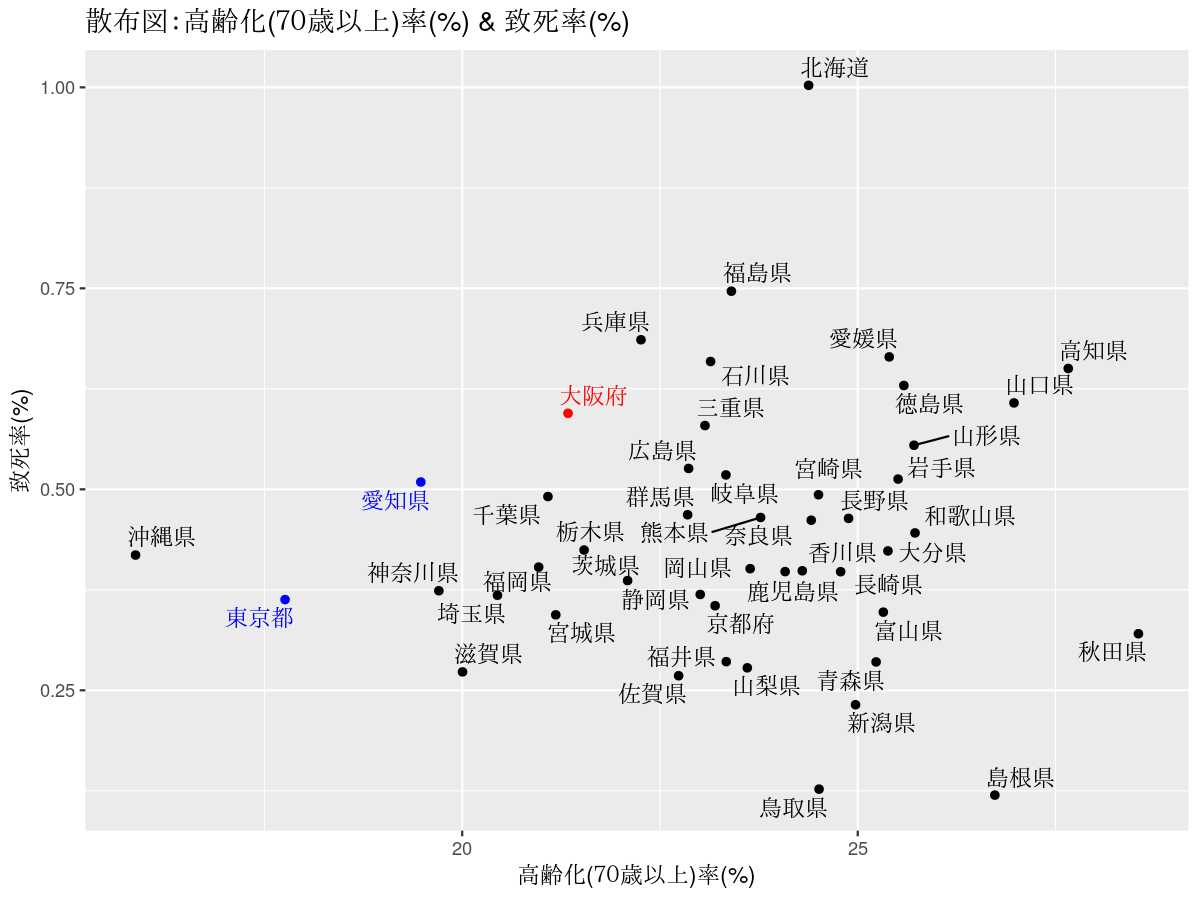 散布図:高齢化(70歳以上)率(%) & 致死率(%)
北海道
1.00
福島県
0.75
兵庫県
愛媛県
高知県
石川県
山口県
大阪府
徳島県
三重県
致死率(%)
山形県
広島県
宮崎県
岩手県
0.50
愛知県
群馬県
岐阜県
長野県
千葉県
和歌山県
沖縄県
栃木県
熊本県
奈良県
香川県
大分県
神奈川県
福岡県
茨城県
岡山県
鹿児島県
長崎県
東京都
埼玉県
静岡県
京都府
宮城県
富山県
滋賀県
福井県
秋田県
0.25
佐賀県
山梨県
青森県
新潟県
島根県
鳥取県
20
25
高齢化(70歳以上)率(%)